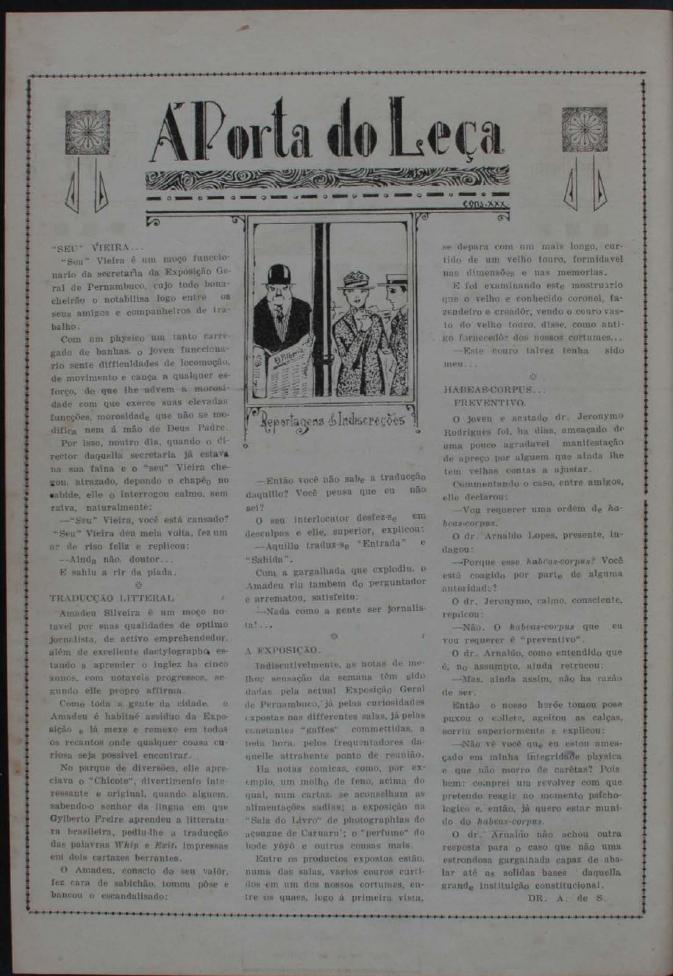 Á Porta do Leça
CONS. XXX
"SEU" VIEIRA...
"Seu" Vieira é um moço funccio-
nario da secretaria da Exposição Ge-
ral de Pernambuco, cujo todo bona-
cheirão o notabilisa logo entre os
seus amigos e companheiros de tra-
balho.
Com um physico um tanto carre-
gado de banhas, o joven funcciona-
rio sente difficuldades de locomoção,
de movimento e cança a qualquer es-
forço, do que lhe advem a morosi-
dade com que exerce suas elevadas
funcções, morosidade que não se mo-
difica nem á mão de Deus Padre.
Por isso, noutro dia, quando o di-
rector daquella secretaria já estava
na sua faina e o "seu" Vieira che-
gou, atrazado, depondo o chapéo no
cabide, elle o interrogou calmo, sem
raiva, naturalmente:
—"Seu" Vieira, você está cansado?
"Seu" Vieira deu meia volta, fez um
ar de riso feliz e replicou:
—Ainda não, doutor...
E sahiu a rir da piada.
TRADUCÇÃO LITTERAL
Amadeu Silveira é um moço no-
tavel por suas qualidades de optimo
jornalista, de activo emprehendedor,
além de excellente dactylographo, es-
tando a aprender o inglez ha cinco
annos, com notaveis progressos, se-
gundo elle proprio affirma.
Como toda a gente da cidade, o
Amadeu é habitué assiduo da Expo-
sição e lá mexe e remexe em todos
os recantos onde qualquer cousa cu-
riosa seja possivel encontrar.
No parque de diversões, elle apre-
ciava o "Chicote", divertimento inte-
ressante e original, quando alguem,
sabendo-o senhor da lingua em que
Gylberto Freire aprendeu a litteratu-
ra brasileira, pediu-lhe a traducção
das palavras Whip e Exit, impressas
em dois cartazes berrantes.
O Amadeu, conscio do seu valôr,
fez cara de sabichão, tomou pôse e
bancou o escandalisado:
Reportagens & Indiscreções
—Então você não sabe a traducção
daquillo? Você pensa que eu não
sei?
O seu interlocutor desfez-se em
desculpas e elle, superior, explicou:
—Aquillo traduz-se "Entrada" e
"Sahida".
Com a gargalhada que explodiu, o
Amadeu riu tambem do perguntador
e arrematou, satisfeito:
—Nada como a gente ser jornalis-
ta!...
A EXPOSIÇÃO.
Indiscutivelmente, as notas de me-
lhor sensação da semana têm sido
dadas pela actual Exposição Geral
de Pernambuco, já pelas curiosidades
expostas nas differentes salas, já pelas
constantes "gaffes" commettidas, a
toda hora, pelos frequentadores da-
quelle attrahente ponto de reunião.
Ha notas comicas, como, por ex-
emplo, um molho de feno, acima do
qual, num cartaz, se aconselham as
alimentações sadias; a exposição na
"Sala do Livro" de photographias do
açougue de Caruaru'; o "perfume" do
bode yôyô e outras cousas mais.
Entre os productos expostos estão,
numa das salas, varios couros curti-
dos em um dos nossos cortumes, en-
tre os quaes, logo á primeira vista,
se depara com um mais longo, cur-
tido de um velho touro, formidavel
nas dimensões e nas memorias.
E foi examinando este mostruario
que o velho e conhecido coronel, fa-
zendeiro e creadôr, vendo o couro vas-
to do velho touro, disse, como anti-
go fornecedôr dos nossos cortumes...
—Este couro talvez tenha sido
meu...
HABEAS-CORPUS...
PREVENTIVO.
O joven e acatado dr. Jeronymo
Rodrigues foi, ha dias, ameaçado de
uma pouco agradavel manifestação
de apreço por alguem que ainda lhe
tem velhas contas a ajustar.
Commentando o caso, entre amigos,
elle declarou:
—Vou requerer uma ordem de ha-
beas-corpus.
O dr. Arnaldo Lopes, presente, in-
dagou:
—Porque esse habeas-corpus? Você
está coagido por parte de alguma
autoridade?
O dr. Jeronymo, calmo, consciente,
replicou:
—Não. O habeas-corpus que eu
vou requerer é "preventivo".
O dr. Arnaldo, como entendido que
é, no assumpto, ainda retrucou:
—Mas, ainda assim, não ha razão
de ser.
Então o nosso heróe tomou pose
puxou o collete, ageitou as calças,
sorriu superiormente e explicou:
—Não vê você que eu estou amea-
çado em minha integridade physica
e que não morro de carêtas? Pois
bem: comprei um revolver com que
pretendo reagir no momento psycho-
logico e, então, já quero estar muni-
do do habeas-corpus.
O dr. Arnaldo não achou outra
resposta para o caso que não uma
estrondosa gargalhada capaz de aba-
lar até as solidas bases daquella
grande instituição constitucional.
DR. A. de S.